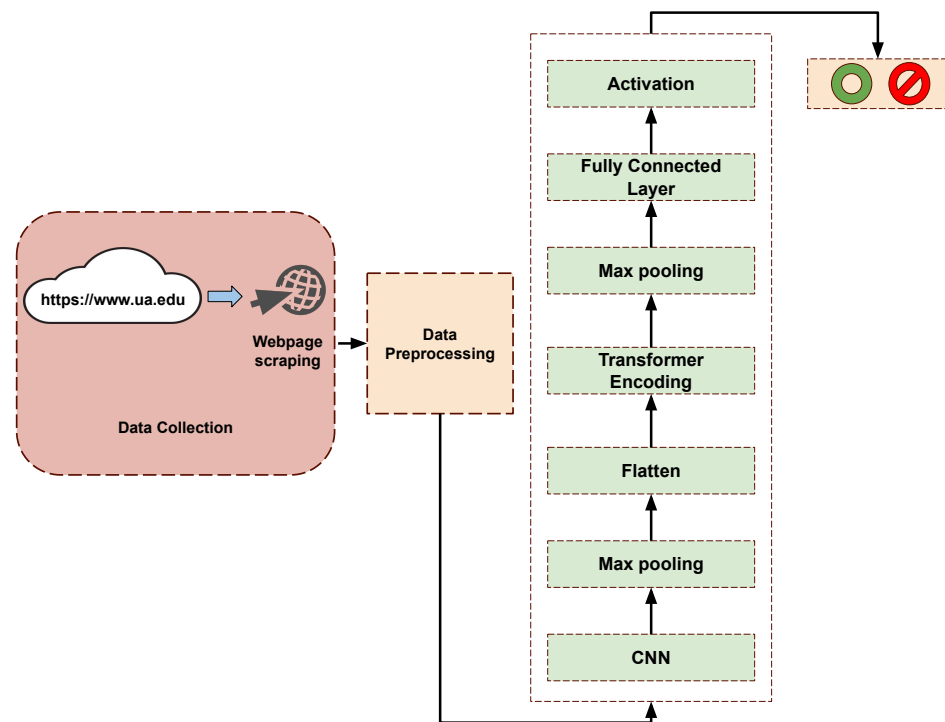 https://www.ua.edu
Webpage
scraping
Data Collection
Data
Preprocessing
Activation
Fully Connected
Layer
Max pooling
Transformer
Encoding
Flatten
Max pooling
CNN